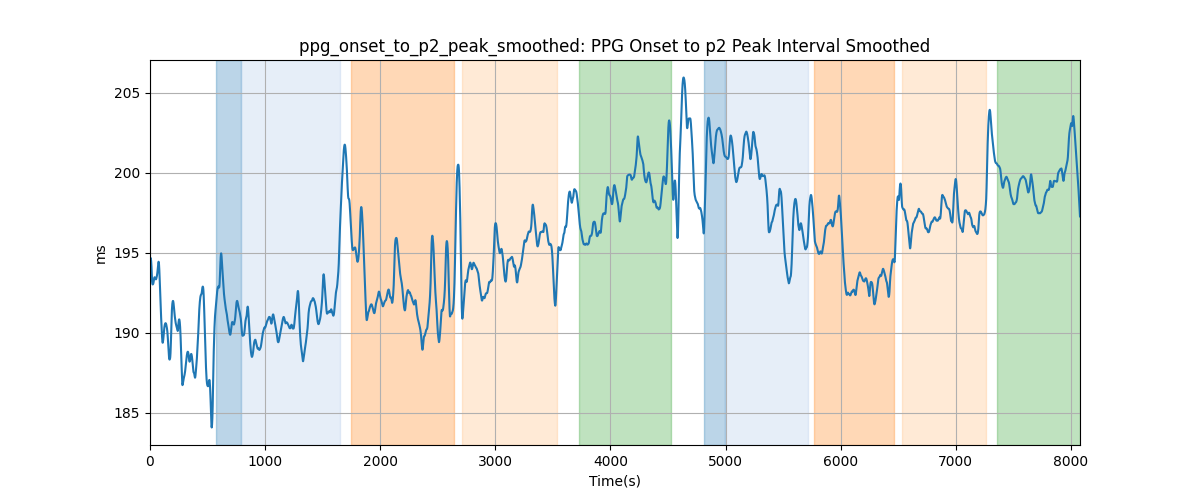 ppg_onset_to_p2_peak_smoothed: PPG Onset to p2 Peak Interval Smoothed
205
200
195
190
185
ms
0 1000 2000 3000 4000 5000 6000 7000 8000
Time(s)